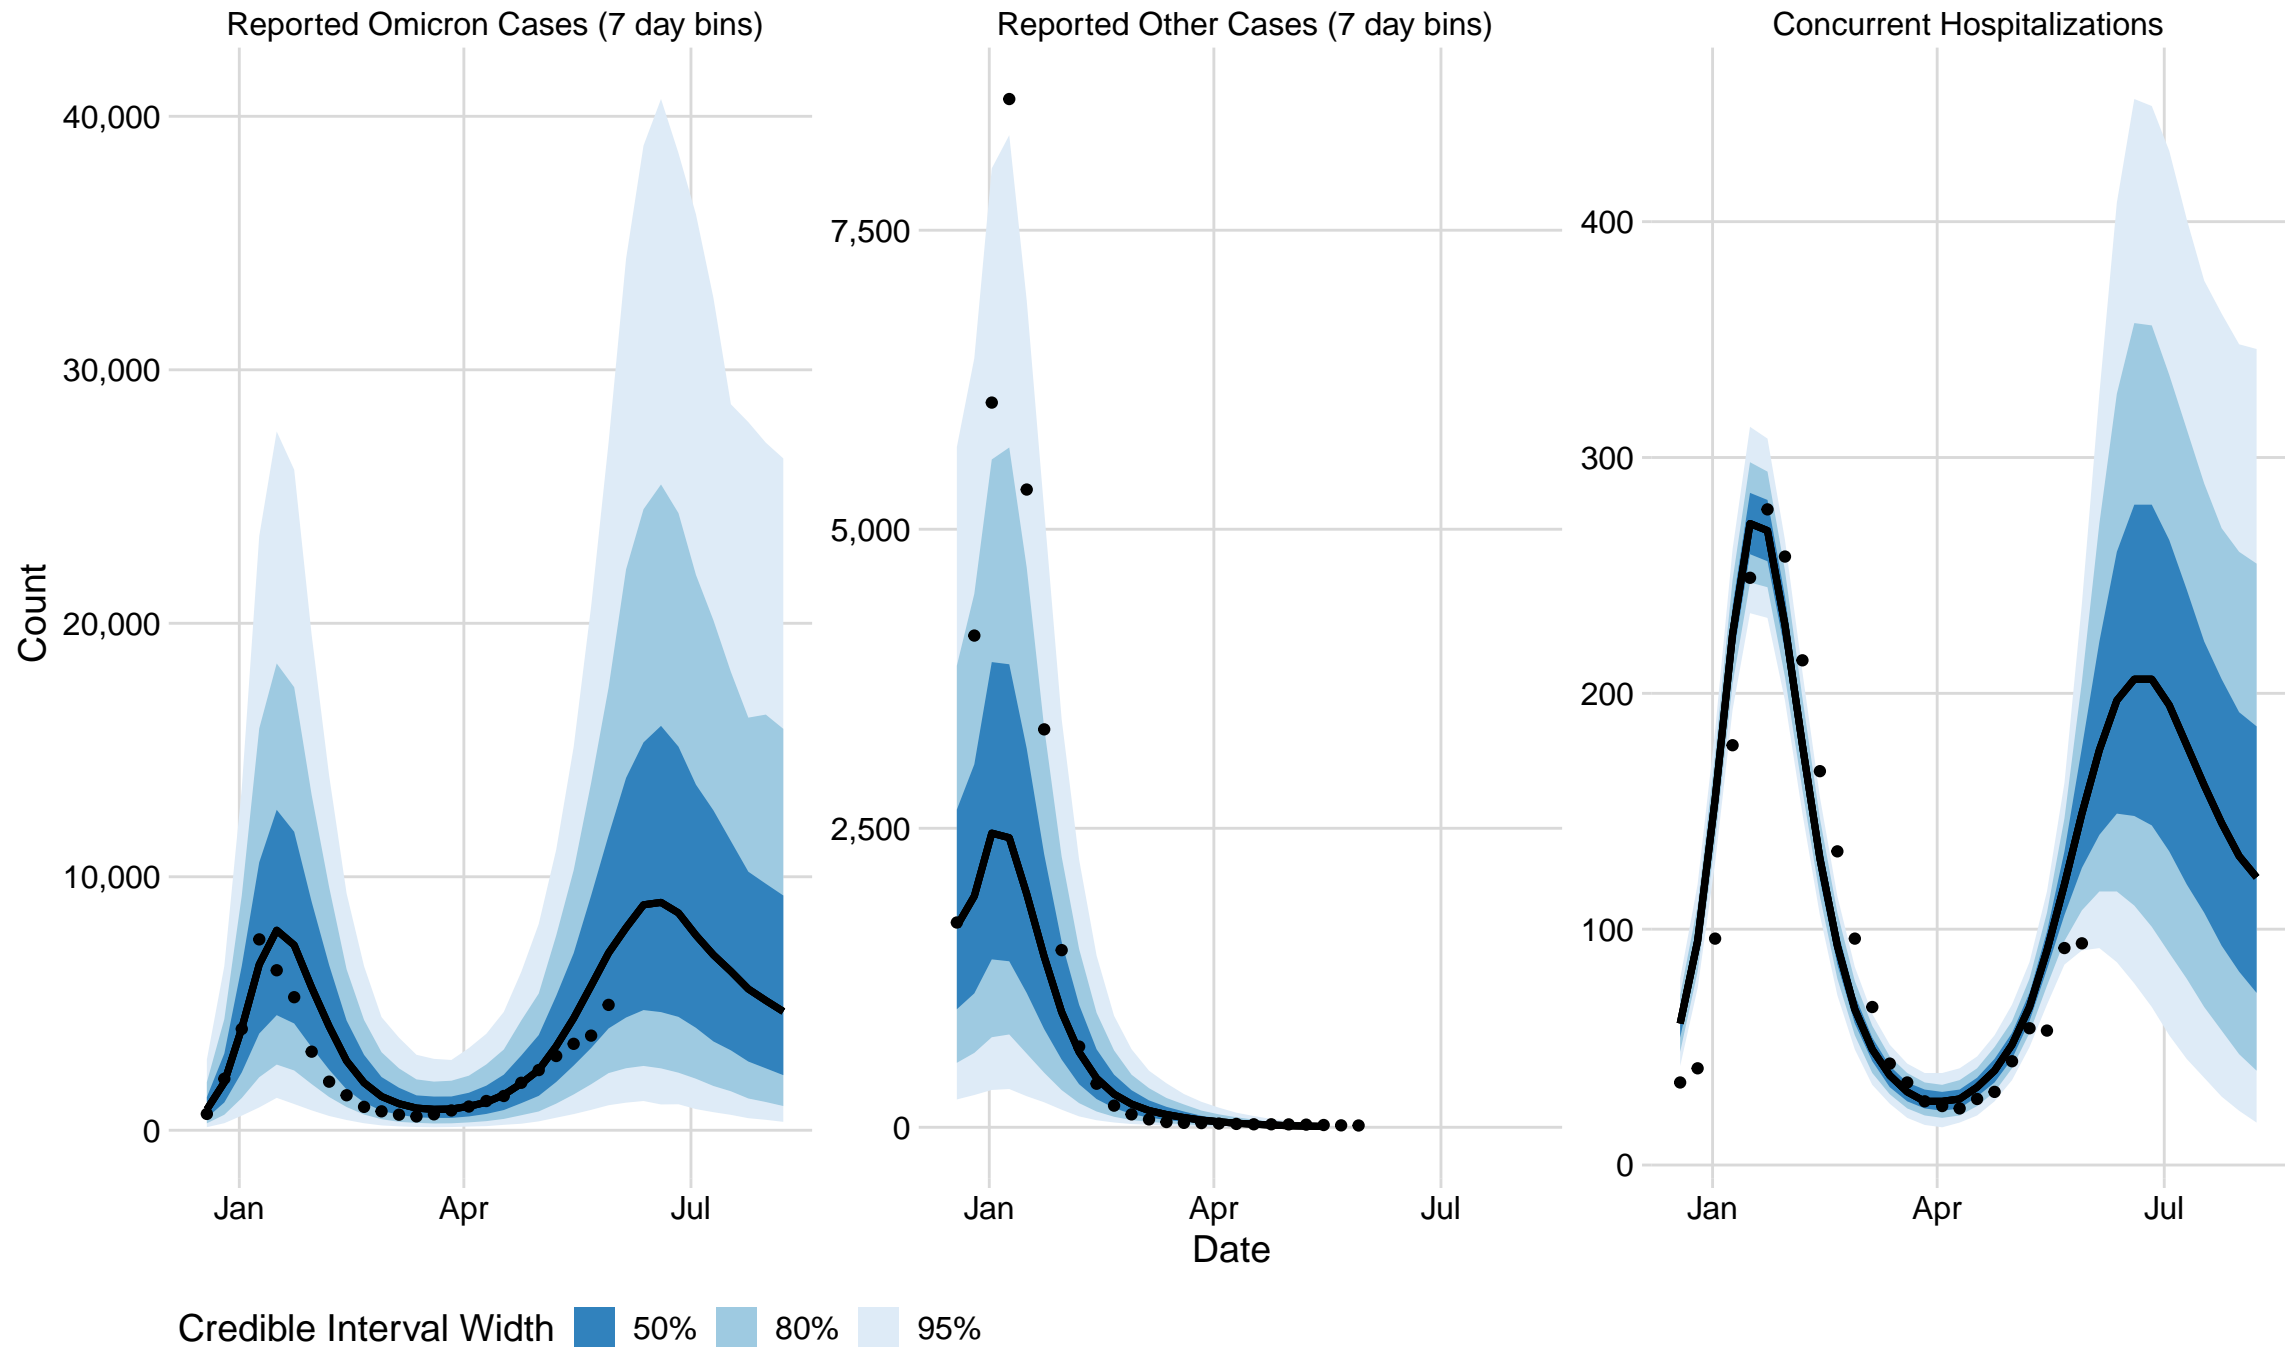 Reported Omicron Cases (7 day bins)
Reported Other Cases (7 day bins)
Concurrent Hospitalizations
Count
40,000
30,000
20,000
10,000
0
7,500
5,000
2,500
0
400
300
200
100
0
Jan Apr Jul
Jan Apr Jul
Jan Apr Jul
Date
Credible Interval Width 50% 80% 95%